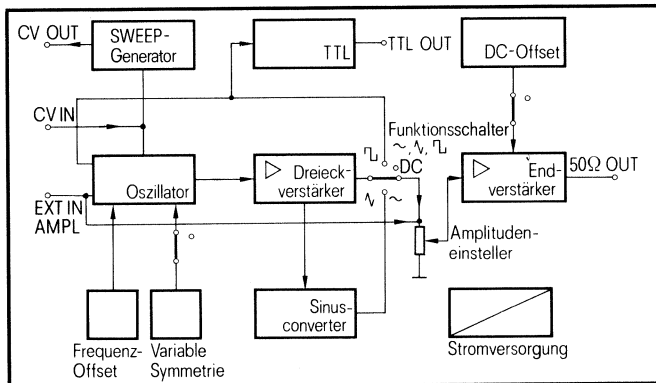 CV OUT
SWEEP-
Generator
TTL
TTL OUT
DC-Offset
CV IN
Funktionsschalter
~, ∿, ⎍
DC
Oszillator
Dreieck-
verstärker
End-
verstärker
50Ω OUT
EXT IN
AMPL
Amplituden-
einsteller
Sinus-
converter
Frequenz-
Offset
Variable
Symmetrie
Stromversorgung